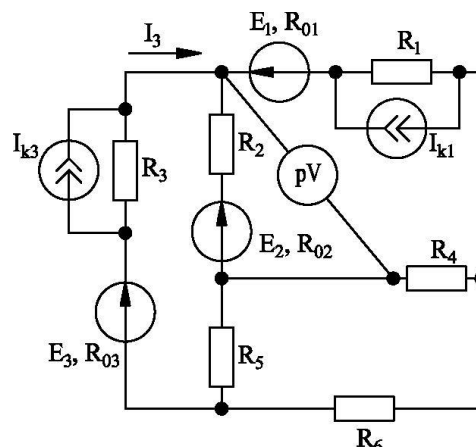 I₃
E₁, R₀₁
R₁
Iₖ₃
R₃
R₂
Iₖ₁
pV
E₂, R₀₂
R₄
E₃, R₀₃
R₅
R₆